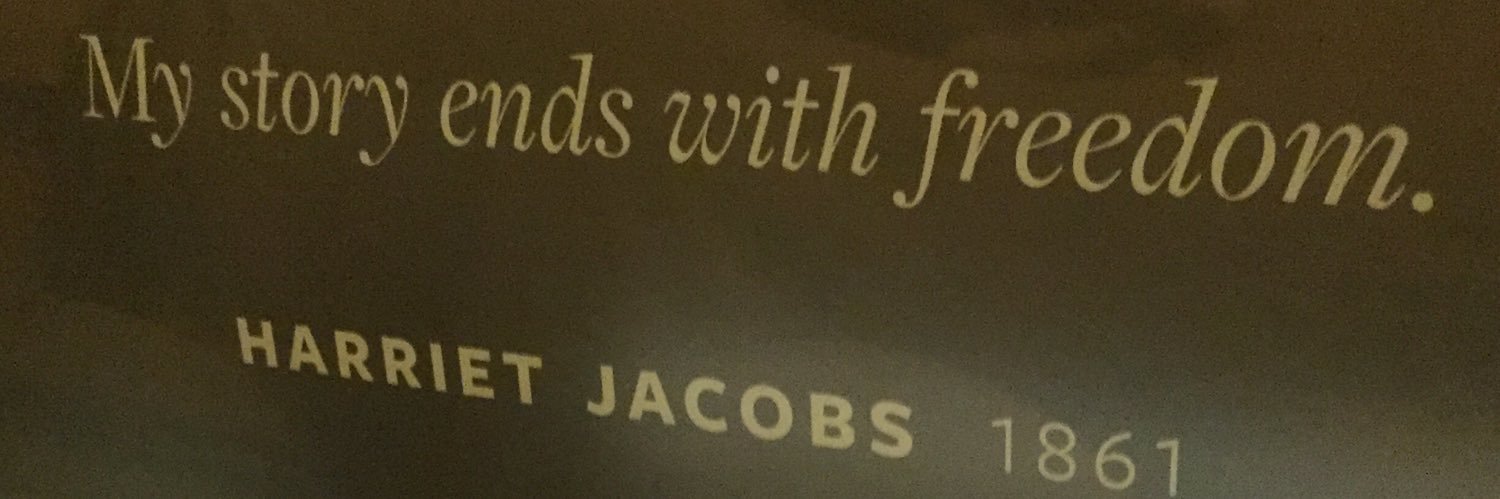 My story ends with freedom.
HARRIET JACOBS 1861